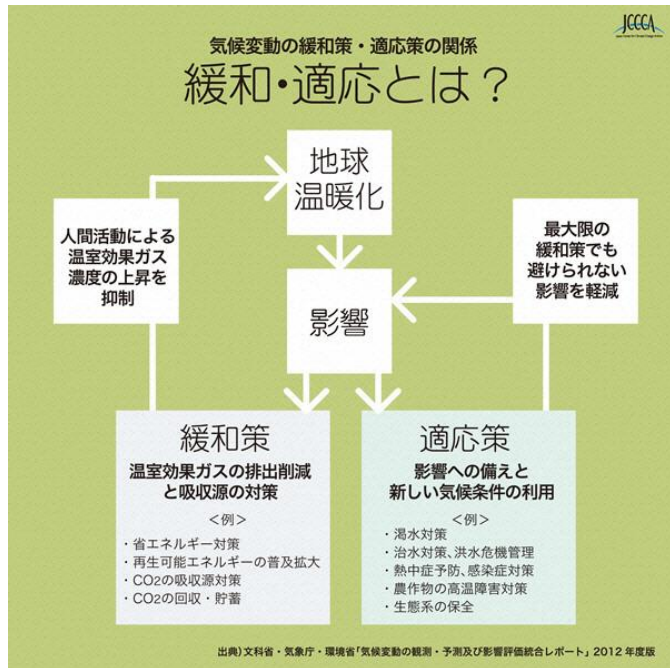 JCCCA
気候変動の緩和策・適応策の関係
緩和・適応とは？
地球
温暖化
人間活動による
温室効果ガス
濃度の上昇を
抑制
最大限の
緩和策でも
避けられない
影響を軽減
影響
緩和策
温室効果ガスの排出削減
と吸収源の対策
＜例＞
・省エネルギー対策
・再生可能エネルギーの普及拡大
・CO2の吸収源対策
・CO2の回収・貯蓄
適応策
影響への備えと
新しい気候条件の利用
＜例＞
・渇水対策
・治水対策、洪水危機管理
・熱中症予防、感染症対策
・農作物の高温障害対策
・生態系の保全
出典）文科省・気象庁・環境省「気候変動の観測・予測及び影響評価統合レポート」2012年度版